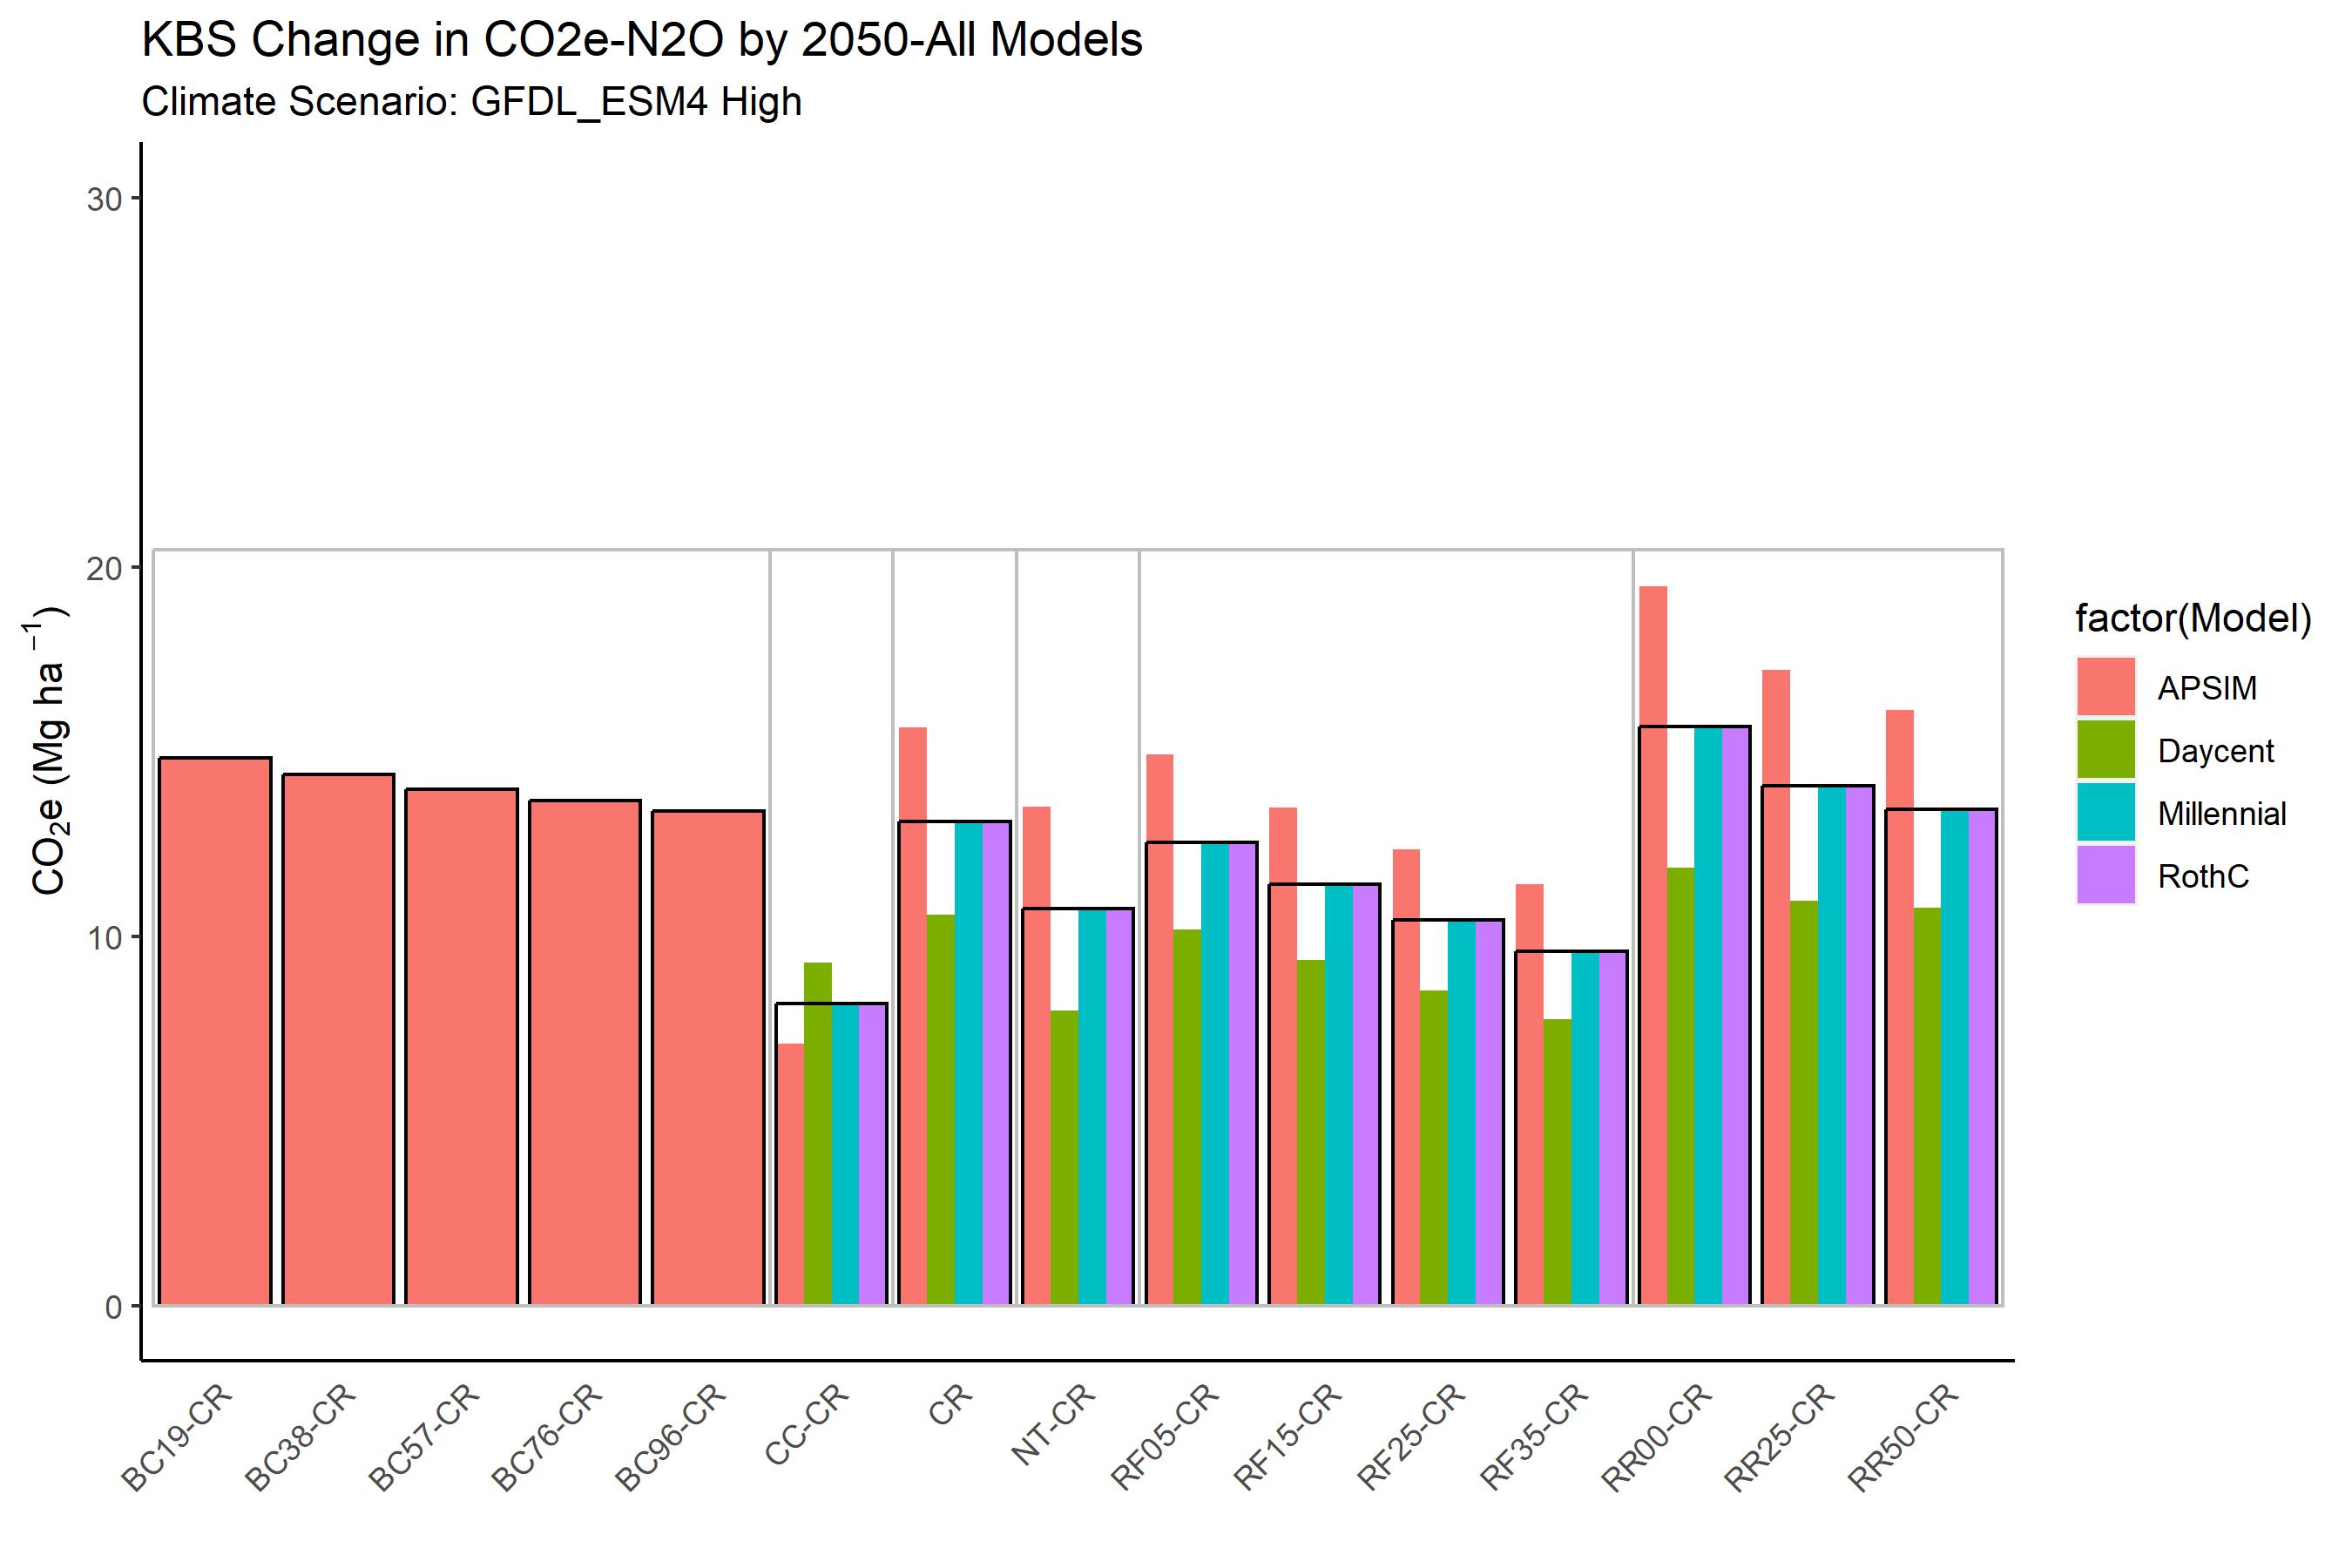 KBS Change in CO2e-N2O by 2050-All Models
Climate Scenario: GFDL_ESM4 High
CO₂e (Mg ha ⁻¹)
30
20
10
0
BC19-CR
BC38-CR
BC57-CR
BC76-CR
BC96-CR
CC-CR
CR
NT-CR
RF05-CR
RF15-CR
RF25-CR
RF35-CR
RR00-CR
RR25-CR
RR50-CR
factor(Model)
APSIM
Daycent
Millennial
RothC